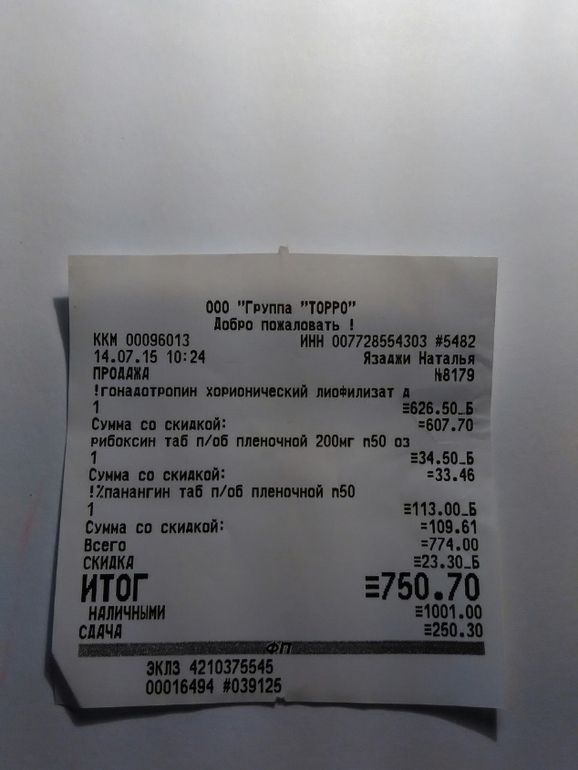 ООО "Группа "ТОРРО"
Добро пожаловать !
ККМ 00096013 ИНН 007728554303 #5482
14.07.15 10:24 Язаджи Наталья
ПРОДАЖА №8179
!гонадотропин хорионический лиофилизат д
1 ≡626.50_Б
Сумма со скидкой: =607.70
рибоксин таб п/об пленочной 200мг n50 оз
1 ≡34.50_Б
Сумма со скидкой: =33.46
!%панангин таб п/об пленочной n50
1 ≡113.00_Б
Сумма со скидкой: =109.61
Всего =774.00
СКИДКА ≡23.30_Б
ИТОГ ≡750.70
НАЛИЧНЫМИ ≡1001.00
СДАЧА ≡250.30
ФП
ЭКЛЗ 4210375545
00016494 #039125